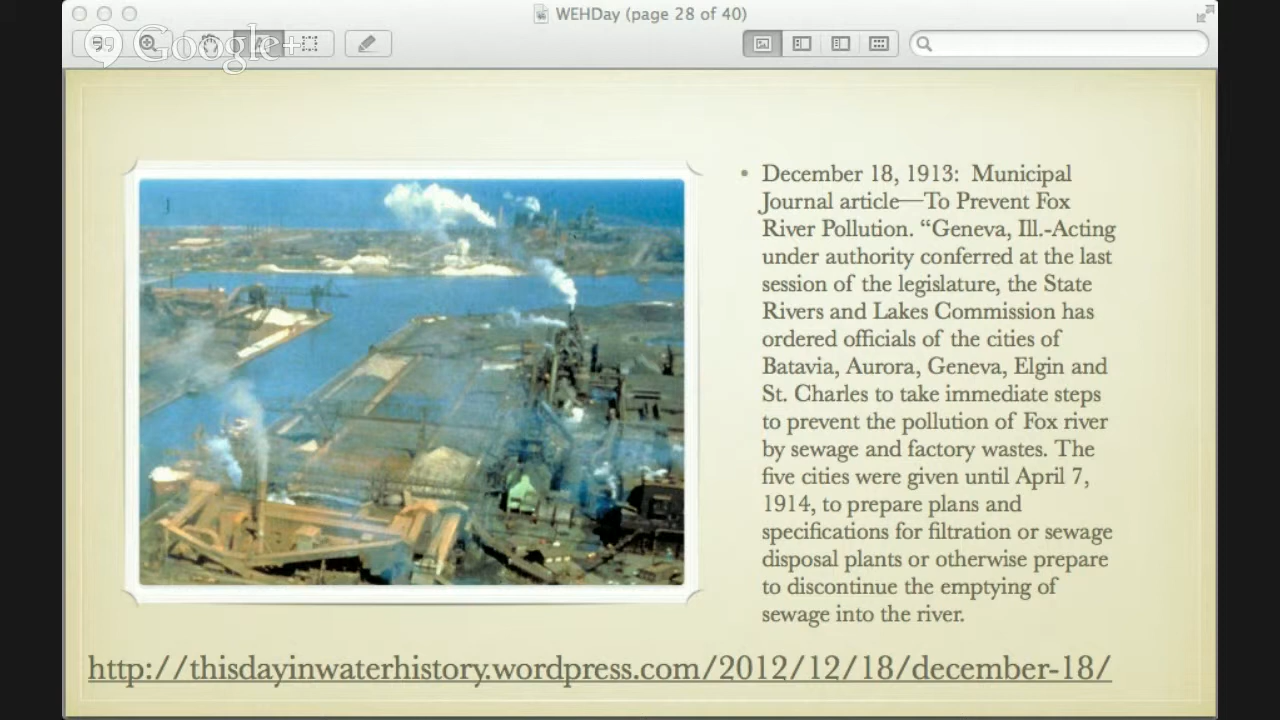 WEHDay (page 28 of 40)
Google+
• December 18, 1913: Municipal
Journal article—To Prevent Fox
River Pollution. “Geneva, Ill.-Acting
under authority conferred at the last
session of the legislature, the State
Rivers and Lakes Commission has
ordered officials of the cities of
Batavia, Aurora, Geneva, Elgin and
St. Charles to take immediate steps
to prevent the pollution of Fox river
by sewage and factory wastes. The
five cities were given until April 7,
1914, to prepare plans and
specifications for filtration or sewage
disposal plants or otherwise prepare
to discontinue the emptying of
sewage into the river.
http://thisdayinwaterhistory.wordpress.com/2012/12/18/december-18/